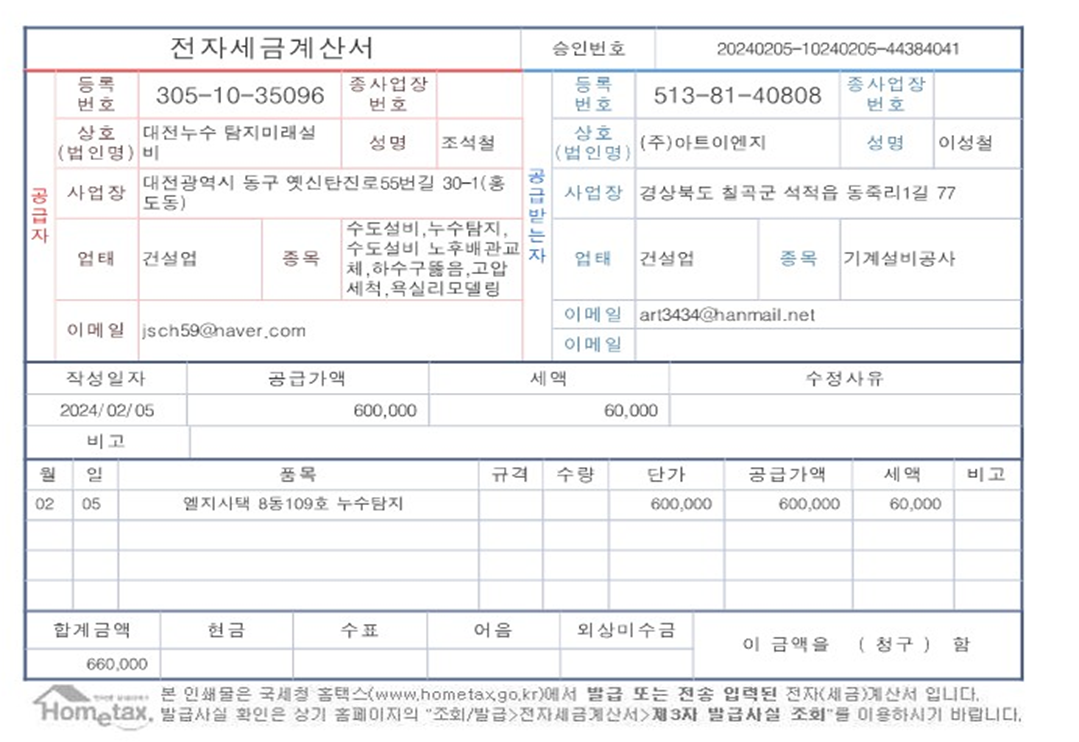 전자세금계산서 승인번호 20240205-10240205-44384041
공급자
등록번호 305-10-35096 종사업장번호
상호(법인명) 대전누수 탐지미래설비 성명 조석철
사업장 대전광역시 동구 옛신탄진로55번길 30-1(홍도동)
업태 건설업 종목 수도설비,누수탐지,수도설비 노후배관교체,하수구뚫음,고압세척,욕실리모델링
이메일 jsch59@naver.com
공급받는자
등록번호 513-81-40808 종사업장번호
상호(법인명) (주)아트이엔지 성명 이성철
사업장 경상북도 칠곡군 석적읍 동죽리1길 77
업태 건설업 종목 기계설비공사
이메일 art3434@hanmail.net
이메일
작성일자 공급가액 세액 수정사유
2024/02/05 600,000 60,000
비고
월 일 품목 규격 수량 단가 공급가액 세액 비고
02 05 엘지사택 8동109호 누수탐지 600,000 600,000 60,000
합계금액 현금 수표 어음 외상미수금 이 금액을 ( 청구 ) 함
660,000
Hometax. 본 인쇄물은 국세청 홈택스(www.hometax.go.kr)에서 발급 또는 전송 입력된 전자(세금)계산서 입니다.
발급사실 확인은 상기 홈페이지의 "조회/발급>전자세금계산서>제3자 발급사실 조회"를 이용하시기 바랍니다.